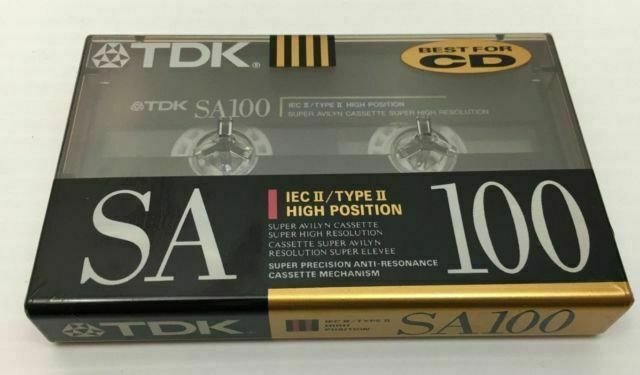 TDK®
BEST FOR
CD
TDK SA100
IEC II/TYPE II HIGH POSITION
SUPER AVILYN CASSETTE SUPER HIGH RESOLUTION
SA
IEC II/TYPE II
HIGH POSITION
SUPER AVILYN CASSETTE
SUPER HIGH RESOLUTION
CASSETTE SUPER AVILYN
RESOLUTION SUPER ELEVEE
SUPER PRECISION ANTI-RESONANCE
CASSETTE MECHANISM
100
TDK
IEC II/TYPE II
HIGH
POSITION
SA100